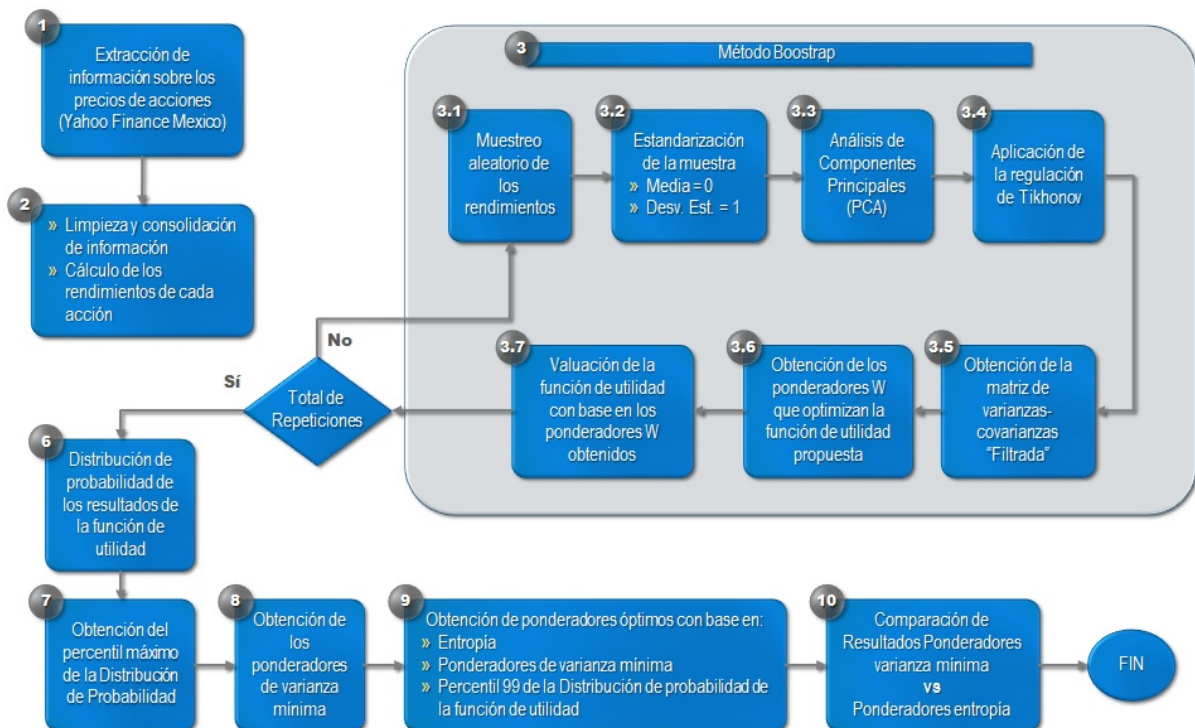 1
Extracción de
información sobre los
precios de acciones
(Yahoo Finance Mexico)
2
» Limpieza y consolidación
de información
» Cálculo de los
rendimientos de cada
acción
3
Método Boostrap
3.1
Muestreo
aleatorio de
los
rendimientos
3.2
Estandarización
de la muestra
» Media = 0
» Desv. Est. = 1
3.3
Análisis de
Componentes
Principales
(PCA)
3.4
Aplicación de
la regulación
de Tikhonov
3.5
Obtención de la
matriz de
varianzas-
covarianzas
“Filtrada”
3.6
Obtención de los
ponderadores W
que optimizan la
función de utilidad
propuesta
3.7
Valuación de la
función de utilidad
con base en los
ponderadores W
obtenidos
Total de
Repeticiones
No
Sí
6
Distribución de
probabilidad de
los resultados de
la función de
utilidad
7
Obtención del
percentil máximo
de la Distribución
de Probabilidad
8
Obtención de
los
ponderadores
de varianza
mínima
9
Obtención de ponderadores óptimos con base en:
» Entropía
» Ponderadores de varianza mínima
» Percentil 99 de la Distribución de probabilidad de
la función de utilidad
10
Comparación de
Resultados Ponderadores
varianza mínima
vs
Ponderadores entropía
FIN